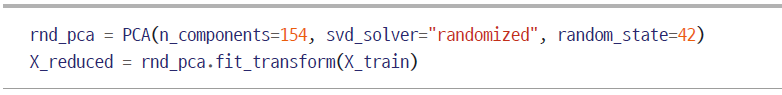 rnd_pca = PCA(n_components=154, svd_solver="randomized", random_state=42)
X_reduced = rnd_pca.fit_transform(X_train)